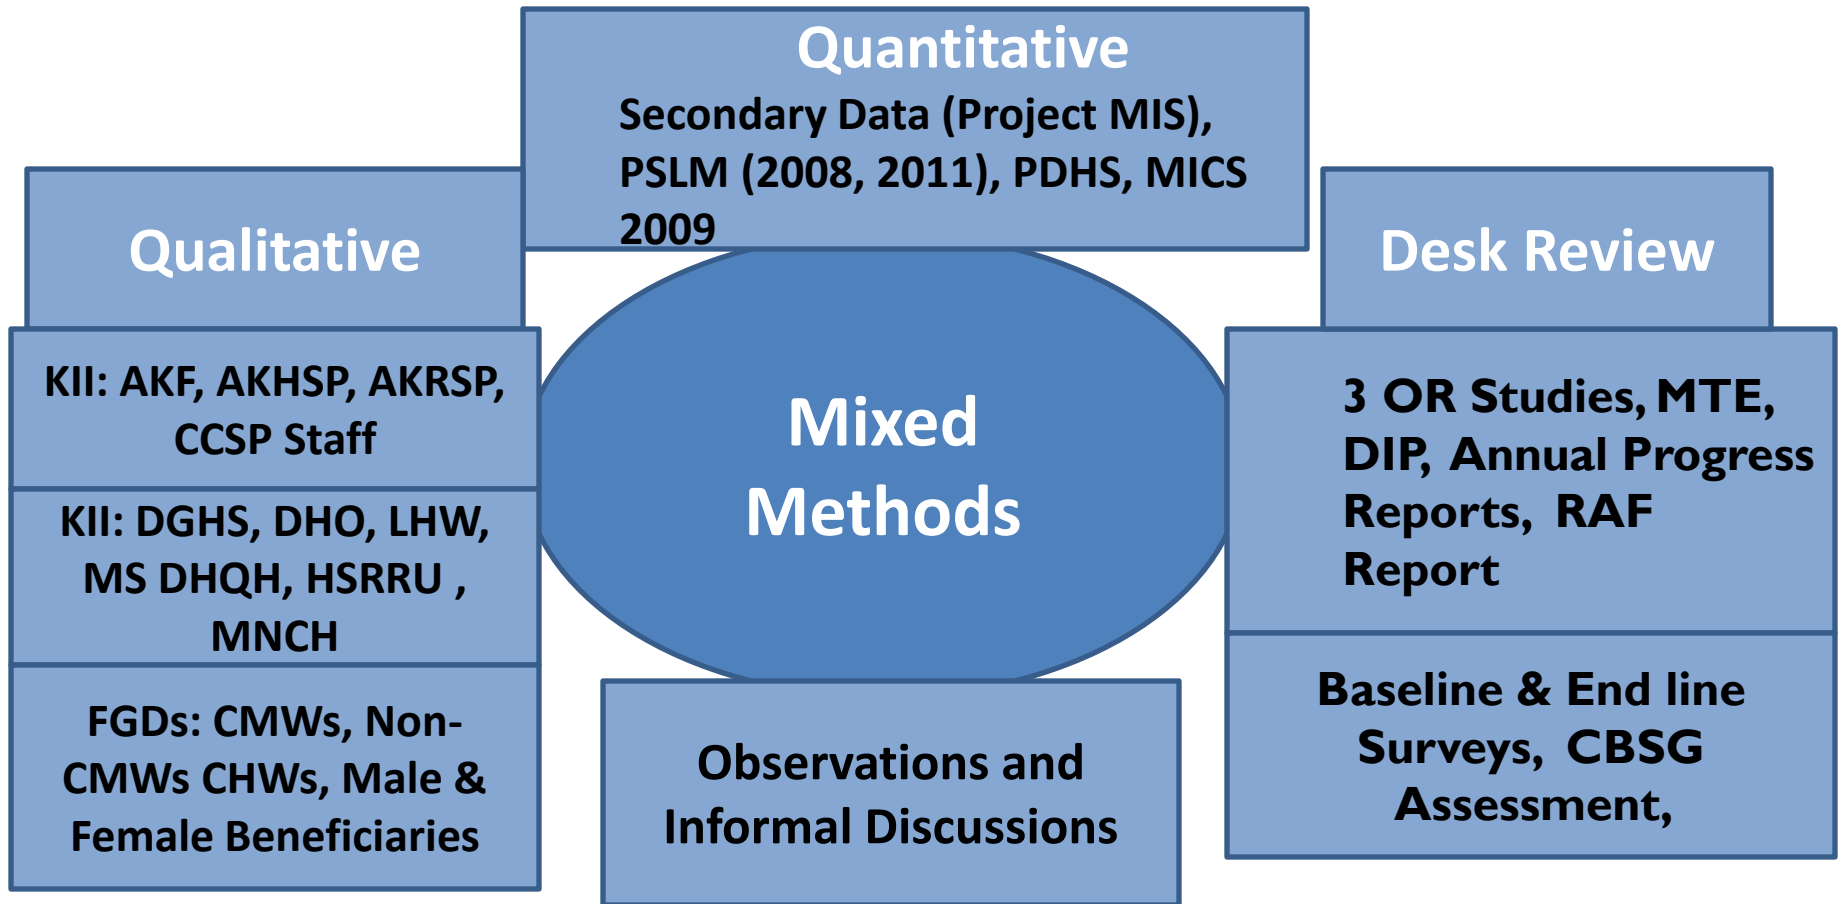 Quantitative
Secondary Data (Project MIS),
PSLM (2008, 2011), PDHS, MICS
2009
Qualitative
KII: AKF, AKHSP, AKRSP,
CCSP Staff
KII: DGHS, DHO, LHW,
MS DHQH, HSRRU ,
MNCH
FGDs: CMWs, Non-
CMWs CHWs, Male &
Female Beneficiaries
Mixed
Methods
Observations and
Informal Discussions
Desk Review
3 OR Studies, MTE,
DIP, Annual Progress
Reports, RAF
Report
Baseline & End line
Surveys, CBSG
Assessment,